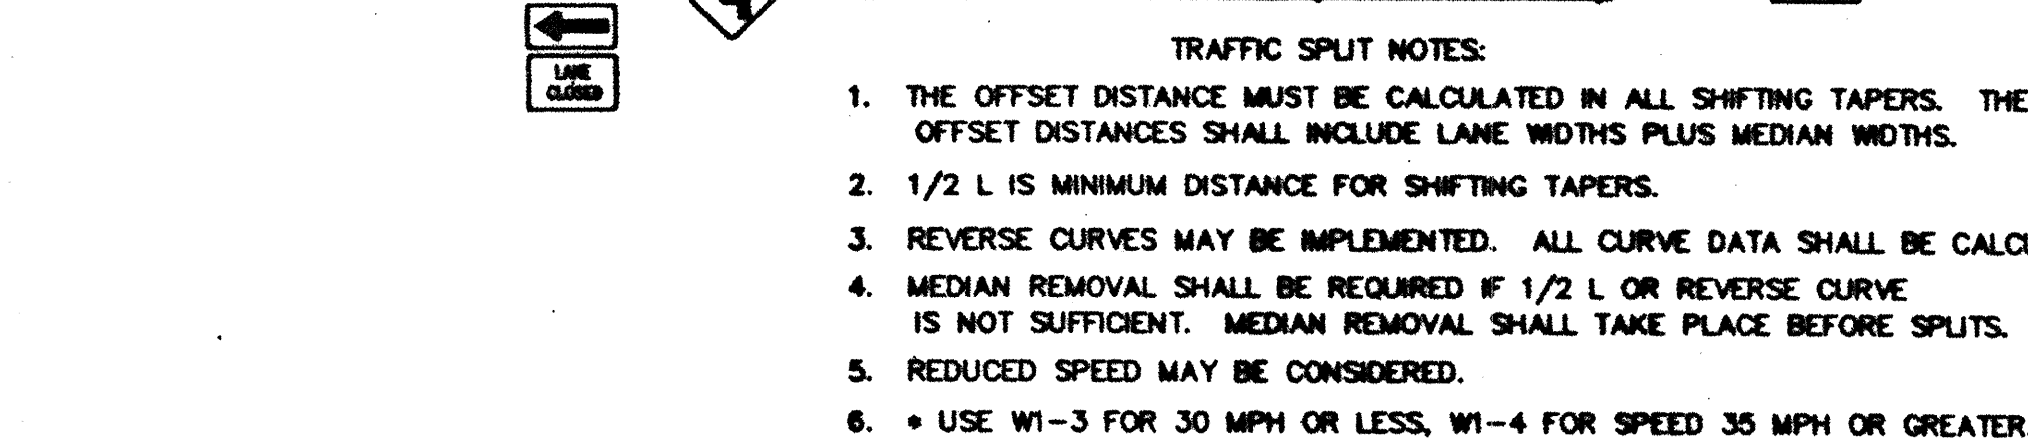 LANE
CLOSED
TRAFFIC SPLIT NOTES:
1. THE OFFSET DISTANCE MUST BE CALCULATED IN ALL SHIFTING TAPERS. THE
OFFSET DISTANCES SHALL INCLUDE LANE WIDTHS PLUS MEDIAN WIDTHS.
2. 1/2 L IS MINIMUM DISTANCE FOR SHIFTING TAPERS.
3. REVERSE CURVES MAY BE IMPLEMENTED. ALL CURVE DATA SHALL BE
4. MEDIAN REMOVAL SHALL BE REQUIRED IF 1/2 L OR REVERSE CURVE
IS NOT SUFFICIENT. MEDIAN REMOVAL SHALL TAKE PLACE BEFORE SPLITS.
5. REDUCED SPEED MAY BE CONSIDERED.
6. * USE W1-3 FOR 30 MPH OR LESS, W1-4 FOR SPEED 35 MPH OR GREATER